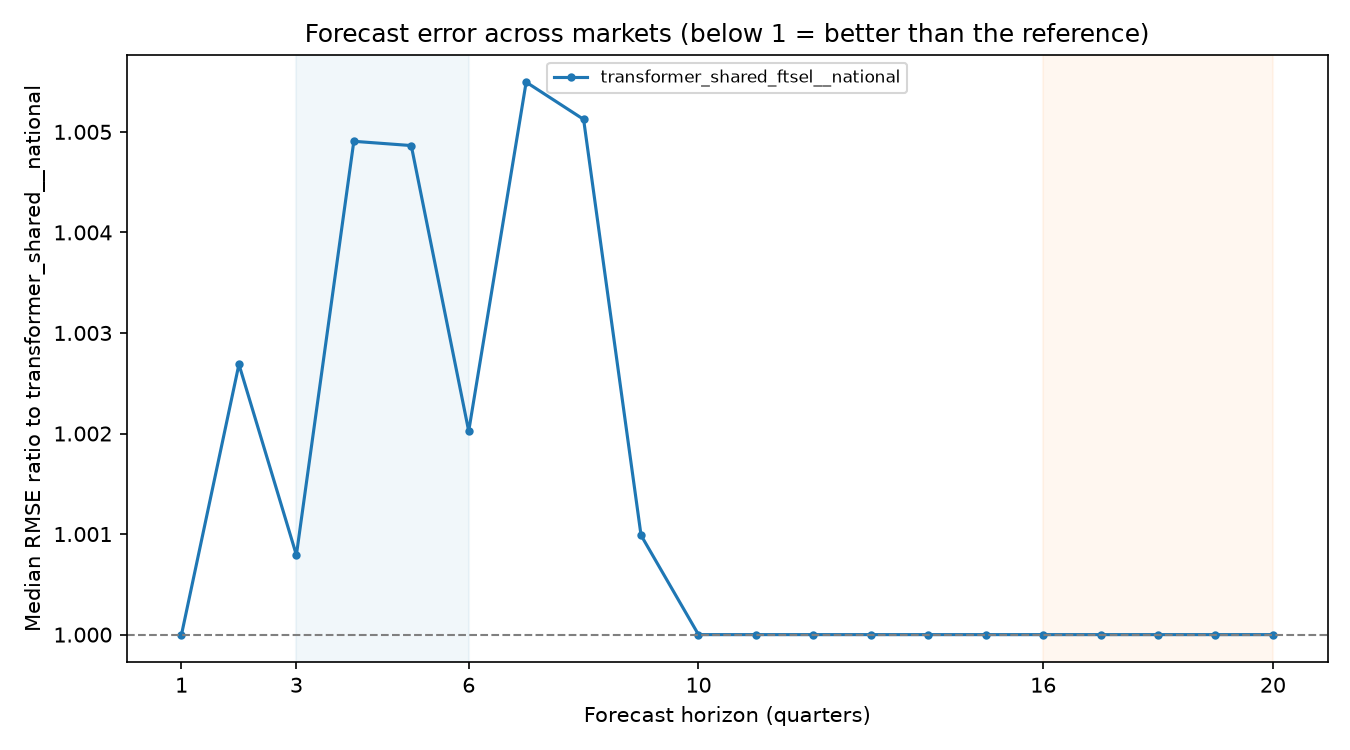 Forecast error across markets (below 1 = better than the reference)
transformer_shared_ftsel__national
Median RMSE ratio to transformer_shared__national
1.005
1.004
1.003
1.002
1.001
1.000
1 3 6 10 16 20
Forecast horizon (quarters)